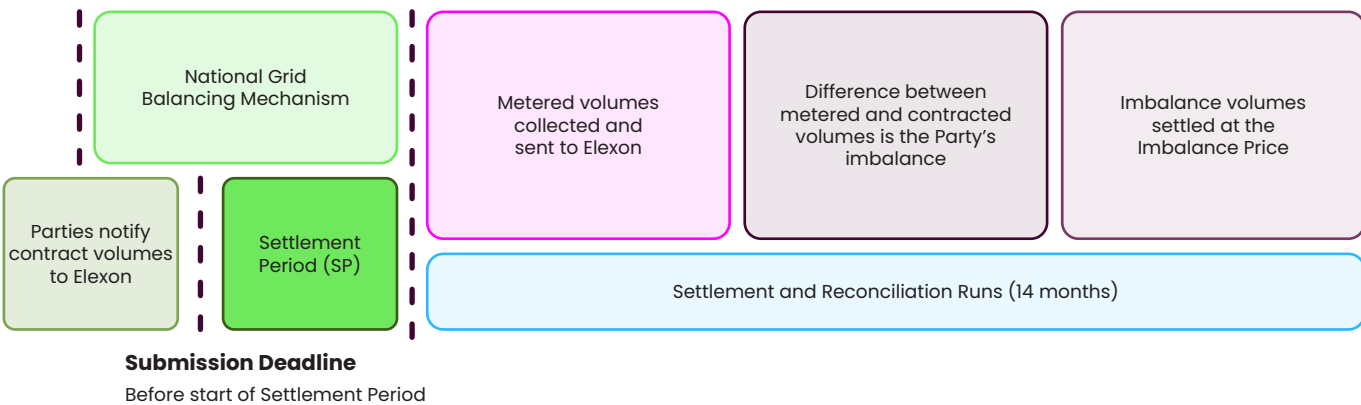 National Grid
Balancing Mechanism
Parties notify
contract volumes
to Elexon
Settlement
Period (SP)
Submission Deadline
Before start of Settlement Period
Metered volumes
collected and
sent to Elexon
Difference between
metered and contracted
volumes is the Party’s
imbalance
Imbalance volumes
settled at the
Imbalance Price
Settlement and Reconciliation Runs (14 months)